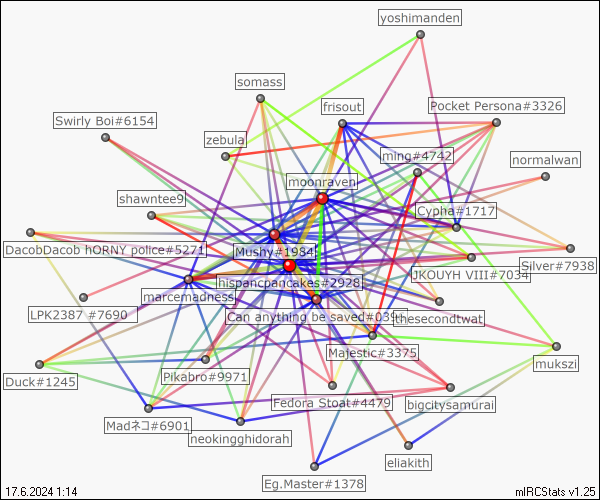 yoshimanden
somass
frisout
Pocket Persona#3326
Swirly Boi#6154
zebula
ming#4742
normalwan
moonraven
shawntee9
Cypha#1717
DacobDacob hORNY police#5271
Mushy#1984
JKOUYH VIII#7034
Silver#7938
hispancpancakes#2928
marcemadness
LPK2387 #7690
Can anything be saved#039
thesecondtwat
Majestic#3375
mukszi
Duck#1245
Pikabro#9971
Fedora Stoat#4479
bigcitysamurai
Madネコ#6901
neokingghidorah
eliakith
Eg.Master#1378
17.6.2024 1:14
mIRCStats v1.25